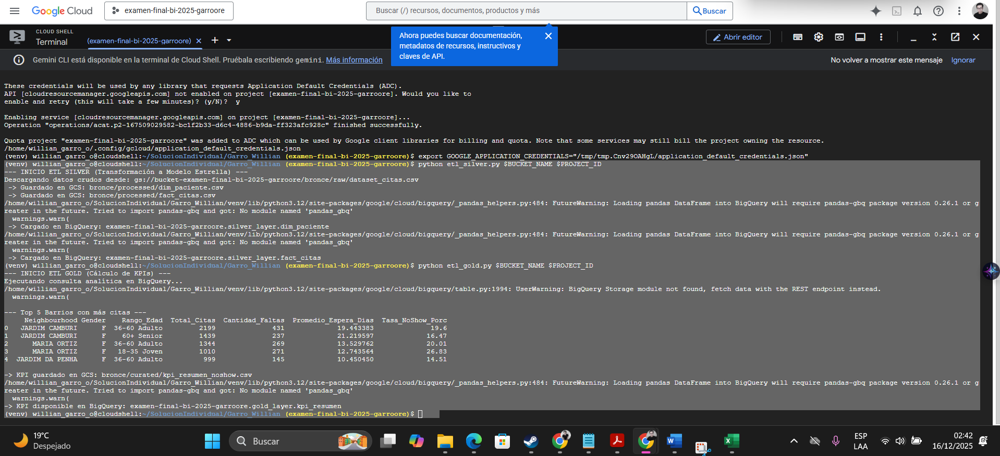 Google Cloud
examen-final-bi-2025-garroore
Buscar (/) recursos, documentos, productos y más
Buscar
CLOUD SHELL
Terminal
(examen-final-bi-2025-garroore)
Ahora puedes buscar documentación,
metadatos de recursos, instructivos y
claves de API.
Abrir editor
Gemini CLI está disponible en la terminal de Cloud Shell. Pruébala escribiendo gemini. Más información
No volver a mostrar este mensaje
Ignorar
These credentials will be used by any library that requests Application Default Credentials (ADC).
API [cloudresourcemanager.googleapis.com] not enabled on project [examen-final-bi-2025-garroore]. Would you like to
enable and retry (this will take a few minutes)? (y/N)?  y
Enabling service [cloudresourcemanager.googleapis.com] on project [examen-final-bi-2025-garroore]...
Operation "operations/acat.p2-167509029582-bc1f2b33-d6c4-4886-b9da-ff323afc928c" finished successfully.
Quota project "examen-final-bi-2025-garroore" was added to ADC which can be used by Google client libraries for billing and quota. Note that some services may still bill the project owning the resource.
/home/willian_garro_o/.config/gcloud/application_default_credentials.json
(venv) willian_garro_o@cloudshell:~/SolucionIndividual/Garro_Willian (examen-final-bi-2025-garroore)$ export GOOGLE_APPLICATION_CREDENTIALS="/tmp/tmp.Cnv29OAHgL/application_default_credentials.json"
(venv) willian_garro_o@cloudshell:~/SolucionIndividual/Garro_Willian (examen-final-bi-2025-garroore)$ python etl_silver.py $BUCKET_NAME $PROJECT_ID
--- INICIO ETL SILVER (Transformación a Modelo Estrella) ---
Descargando datos crudos desde: gs://bucket-examen-final-bi-2025-garroore/bronce/raw/dataset_citas.csv
-> Guardado en GCS: bronce/processed/dim_paciente.csv
-> Guardado en GCS: bronce/processed/fact_citas.csv
/home/willian_garro_o/SolucionIndividual/Garro_Willian/venv/lib/python3.12/site-packages/google/cloud/bigquery/_pandas_helpers.py:484: FutureWarning: Loading pandas DataFrame into BigQuery will require pandas-gbq package version 0.26.1 or g
reater in the future. Tried to import pandas-gbq and got: No module named 'pandas_gbq'
warnings.warn(
-> Cargado en BigQuery: examen-final-bi-2025-garroore.silver_layer.dim_paciente
/home/willian_garro_o/SolucionIndividual/Garro_Willian/venv/lib/python3.12/site-packages/google/cloud/bigquery/_pandas_helpers.py:484: FutureWarning: Loading pandas DataFrame into BigQuery will require pandas-gbq package version 0.26.1 or g
reater in the future. Tried to import pandas-gbq and got: No module named 'pandas_gbq'
warnings.warn(
-> Cargado en BigQuery: examen-final-bi-2025-garroore.silver_layer.fact_citas
(venv) willian_garro_o@cloudshell:~/SolucionIndividual/Garro_Willian (examen-final-bi-2025-garroore)$ python etl_gold.py $BUCKET_NAME $PROJECT_ID
--- INICIO ETL GOLD (Cálculo de KPIs) ---
Ejecutando consulta analítica en BigQuery...
/home/willian_garro_o/SolucionIndividual/Garro_Willian/venv/lib/python3.12/site-packages/google/cloud/bigquery/table.py:1994: UserWarning: BigQuery Storage module not found, fetch data with the REST endpoint instead.
warnings.warn(
--- Top 5 Barrios con más citas ---
Neighbourhood Gender Rango_Edad Total_Citas Cantidad_Faltas Promedio_Espera_Dias Tasa_NoShow_Porc
0 JARDIM CAMBURI F 36-60 Adulto 2199 431 19.443383 19.6
1 JARDIM CAMBURI F 60+ Senior 1439 237 21.219597 16.47
2 MARIA ORTIZ F 36-60 Adulto 1344 269 13.529762 20.01
3 MARIA ORTIZ F 18-35 Joven 1010 271 12.743564 26.83
4 JARDIM DA PENHA F 36-60 Adulto 999 145 10.450450 14.51
-> KPI guardado en GCS: bronce/curated/kpi_resumen_noshow.csv
/home/willian_garro_o/SolucionIndividual/Garro_Willian/venv/lib/python3.12/site-packages/google/cloud/bigquery/_pandas_helpers.py:484: FutureWarning: Loading pandas DataFrame into BigQuery will require pandas-gbq package version 0.26.1 or g
reater in the future. Tried to import pandas-gbq and got: No module named 'pandas_gbq'
warnings.warn(
-> KPI disponible en BigQuery: examen-final-bi-2025-garroore.gold_layer.kpi_resumen
(venv) willian_garro_o@cloudshell:~/SolucionIndividual/Garro_Willian (examen-final-bi-2025-garroore)$
19°C
Despejado
Buscar
ESP
LAA
02:42
16/12/2025